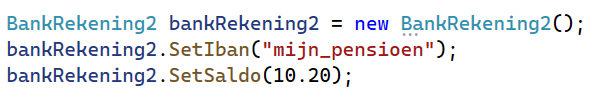 BankRekening2 bankRekening2 = new BankRekening2();
bankRekening2.SetIban("mijn_pensioen");
bankRekening2.SetSaldo(10.20);